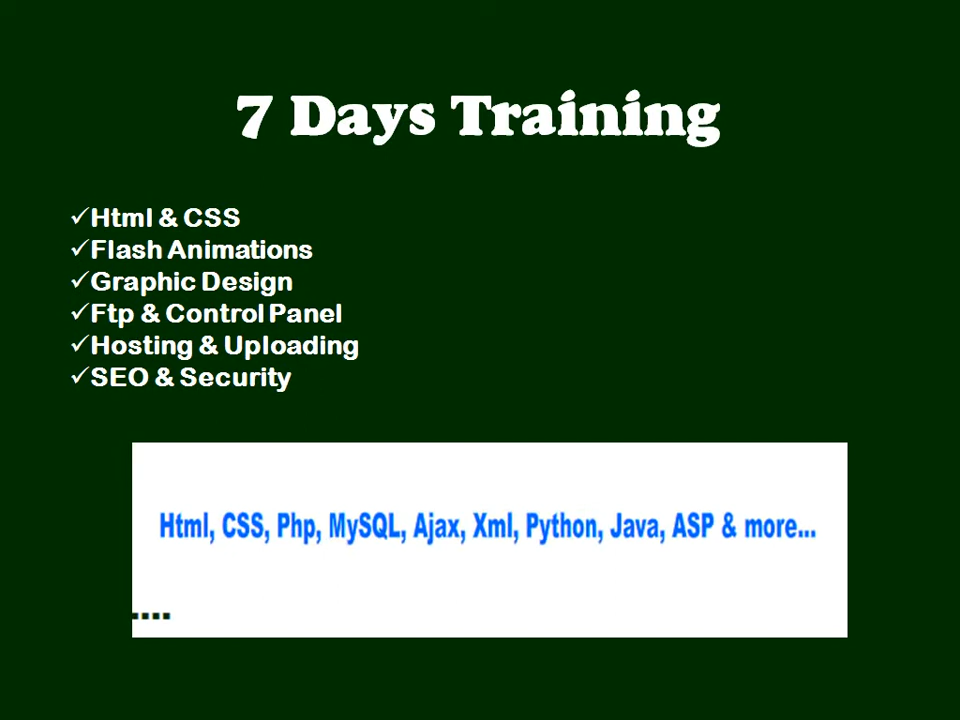 7 Days Training
✓Html & CSS
✓Flash Animations
✓Graphic Design
✓Ftp & Control Panel
✓Hosting & Uploading
✓SEO & Security
Html, CSS, Php, MySQL, Ajax, Xml, Python, Java, ASP & more...
....